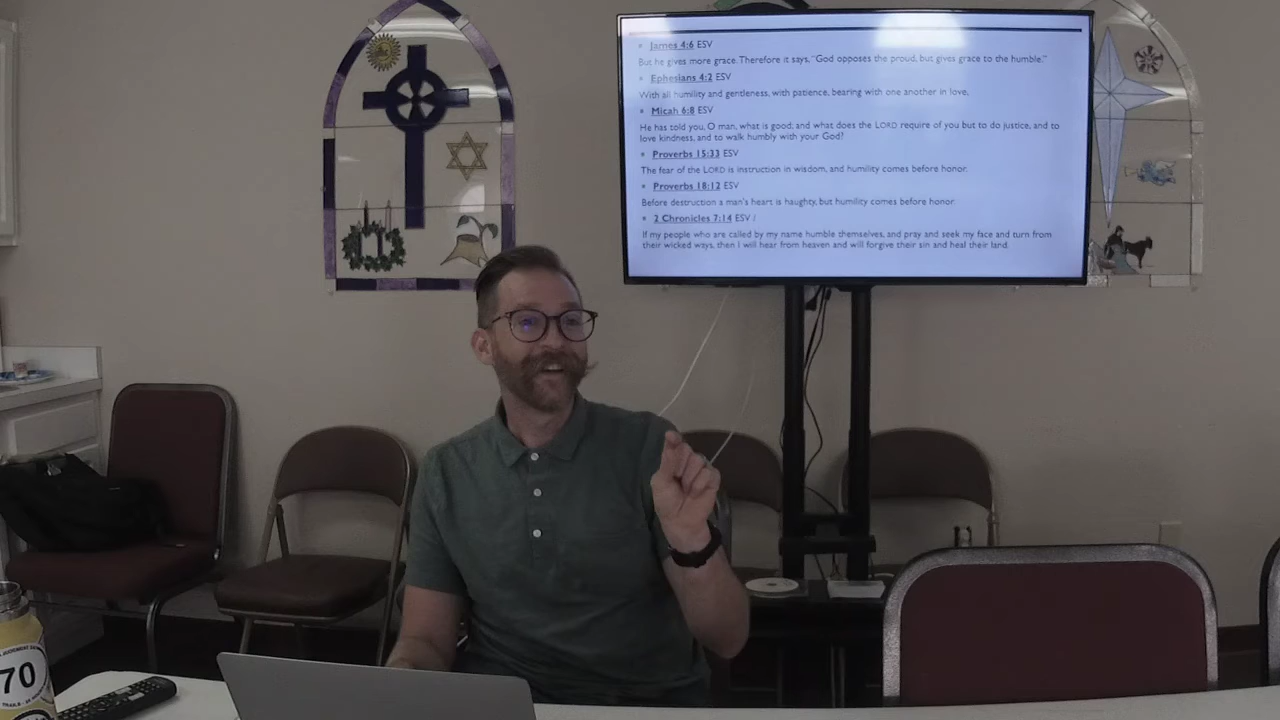 James 4:6 ESV
But he gives more grace. Therefore it says, "God opposes the proud, but gives grace to the humble."
Ephesians 4:2 ESV
With all humility and gentleness, with patience, bearing with one another in love,
Micah 6:8 ESV
He has told you, O man, what is good; and what does the LORD require of you but to do justice, and to
love kindness, and to walk humbly with your God?
Proverbs 15:33 ESV
The fear of the LORD is instruction in wisdom, and humility comes before honor.
Proverbs 18:12 ESV
Before destruction a man's heart is haughty, but humility comes before honor.
2 Chronicles 7:14 ESV /
If my people who are called by my name humble themselves, and pray and seek my face and turn from
their wicked ways, then I will hear from heaven and will forgive their sin and heal their land.
70